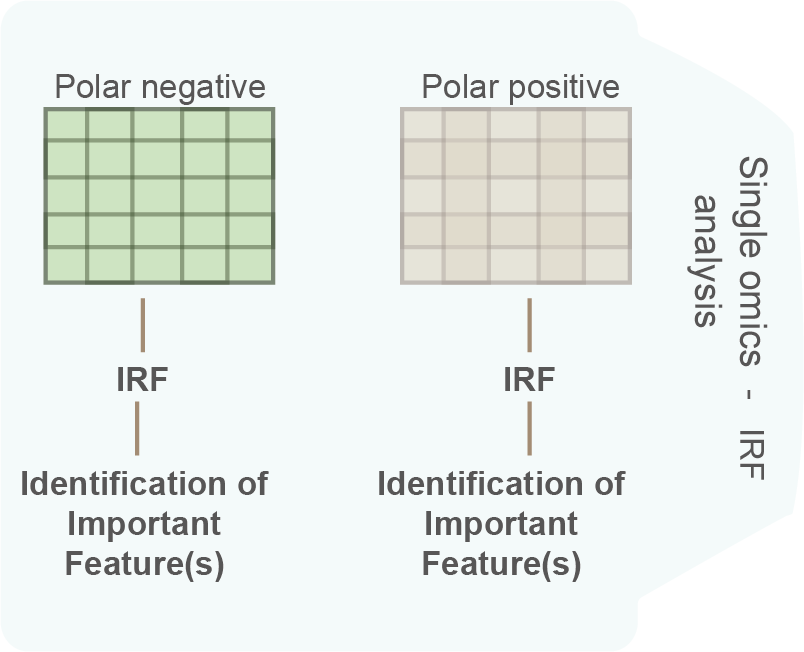 Polar negative
IRF
Identification of
Important
Feature(s)
Polar positive
IRF
Identification of
Important
Feature(s)
Single omics - IRF
analysis